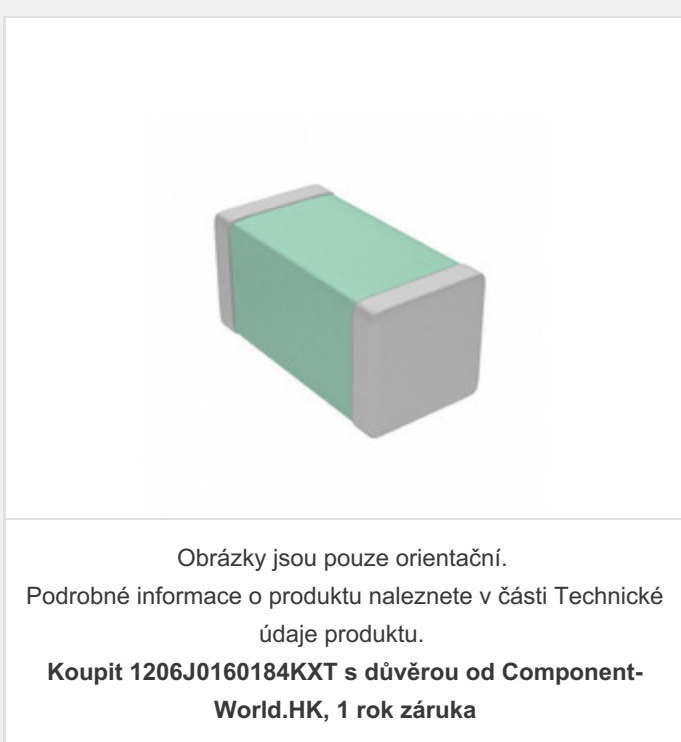 Obrázky jsou pouze orientační.
Podrobné informace o produktu naleznete v části Technické
údaje produktu.
Koupit 1206J0160184KXT s důvěrou od Component-
World.HK, 1 rok záruka